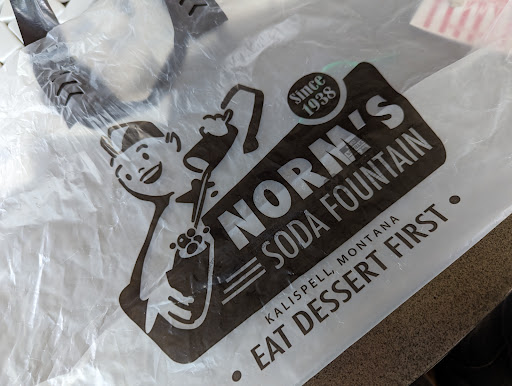 Since
1938
NORM'S
SODA FOUNTAIN
KALISPELL, MONTANA
• EAT DESSERT FIRST •